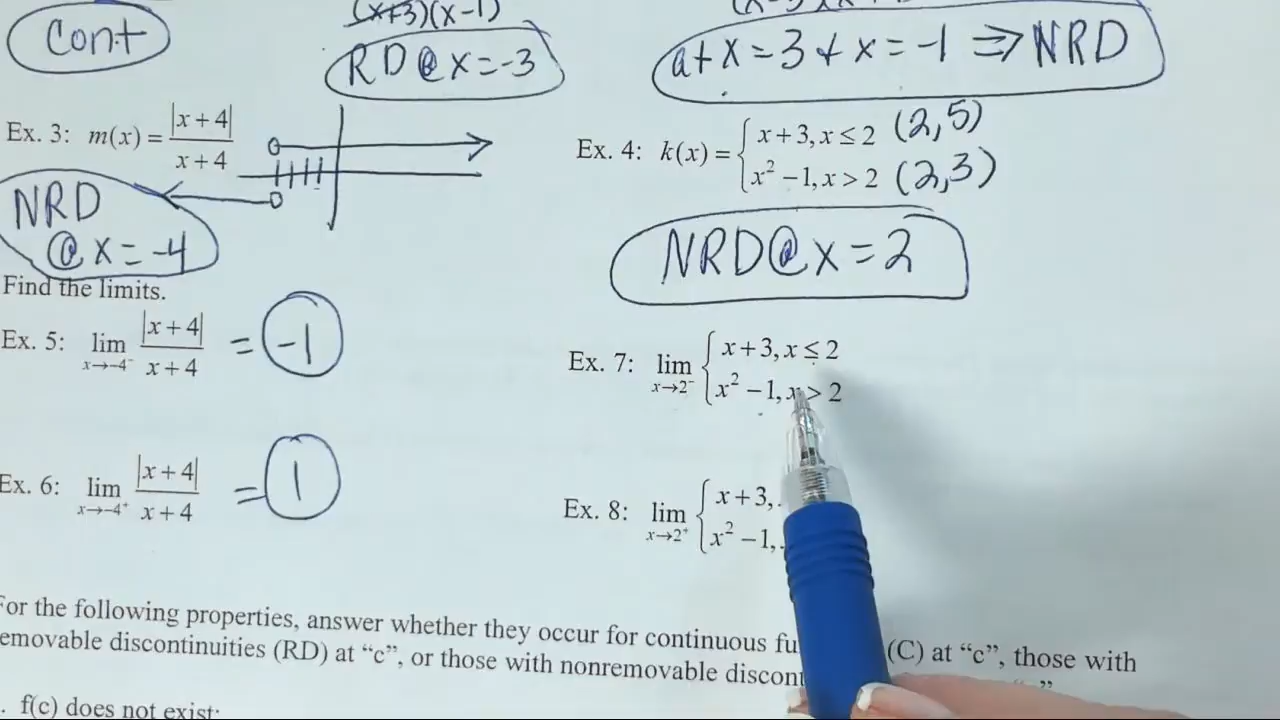 Cont
(x+3)(x-1)
RD@x=-3
at x=3 & x=-1 ⇒ NRD
Ex. 3: m(x) = |x+4| / x+4
NRD
@ x=-4
Ex. 4: k(x) = { x+3, x ≤ 2 (2,5)
x² −1, x > 2 (2,3)
NRD@x=2
Find the limits.
Ex. 5: lim x→-4⁻ |x+4| / x+4 = -1
Ex. 6: lim x→-4⁺ |x+4| / x+4 = 1
Ex. 7: lim x→2⁻ { x+3, x ≤ 2
x² −1, x > 2
Ex. 8: lim x→2⁺ { x+3,
x² −1,
For the following properties, answer whether they occur for continuous fu (C) at “c”, those with
emovable discontinuities (RD) at “c”, or those with nonremovable discont
. f(c) does not exist: